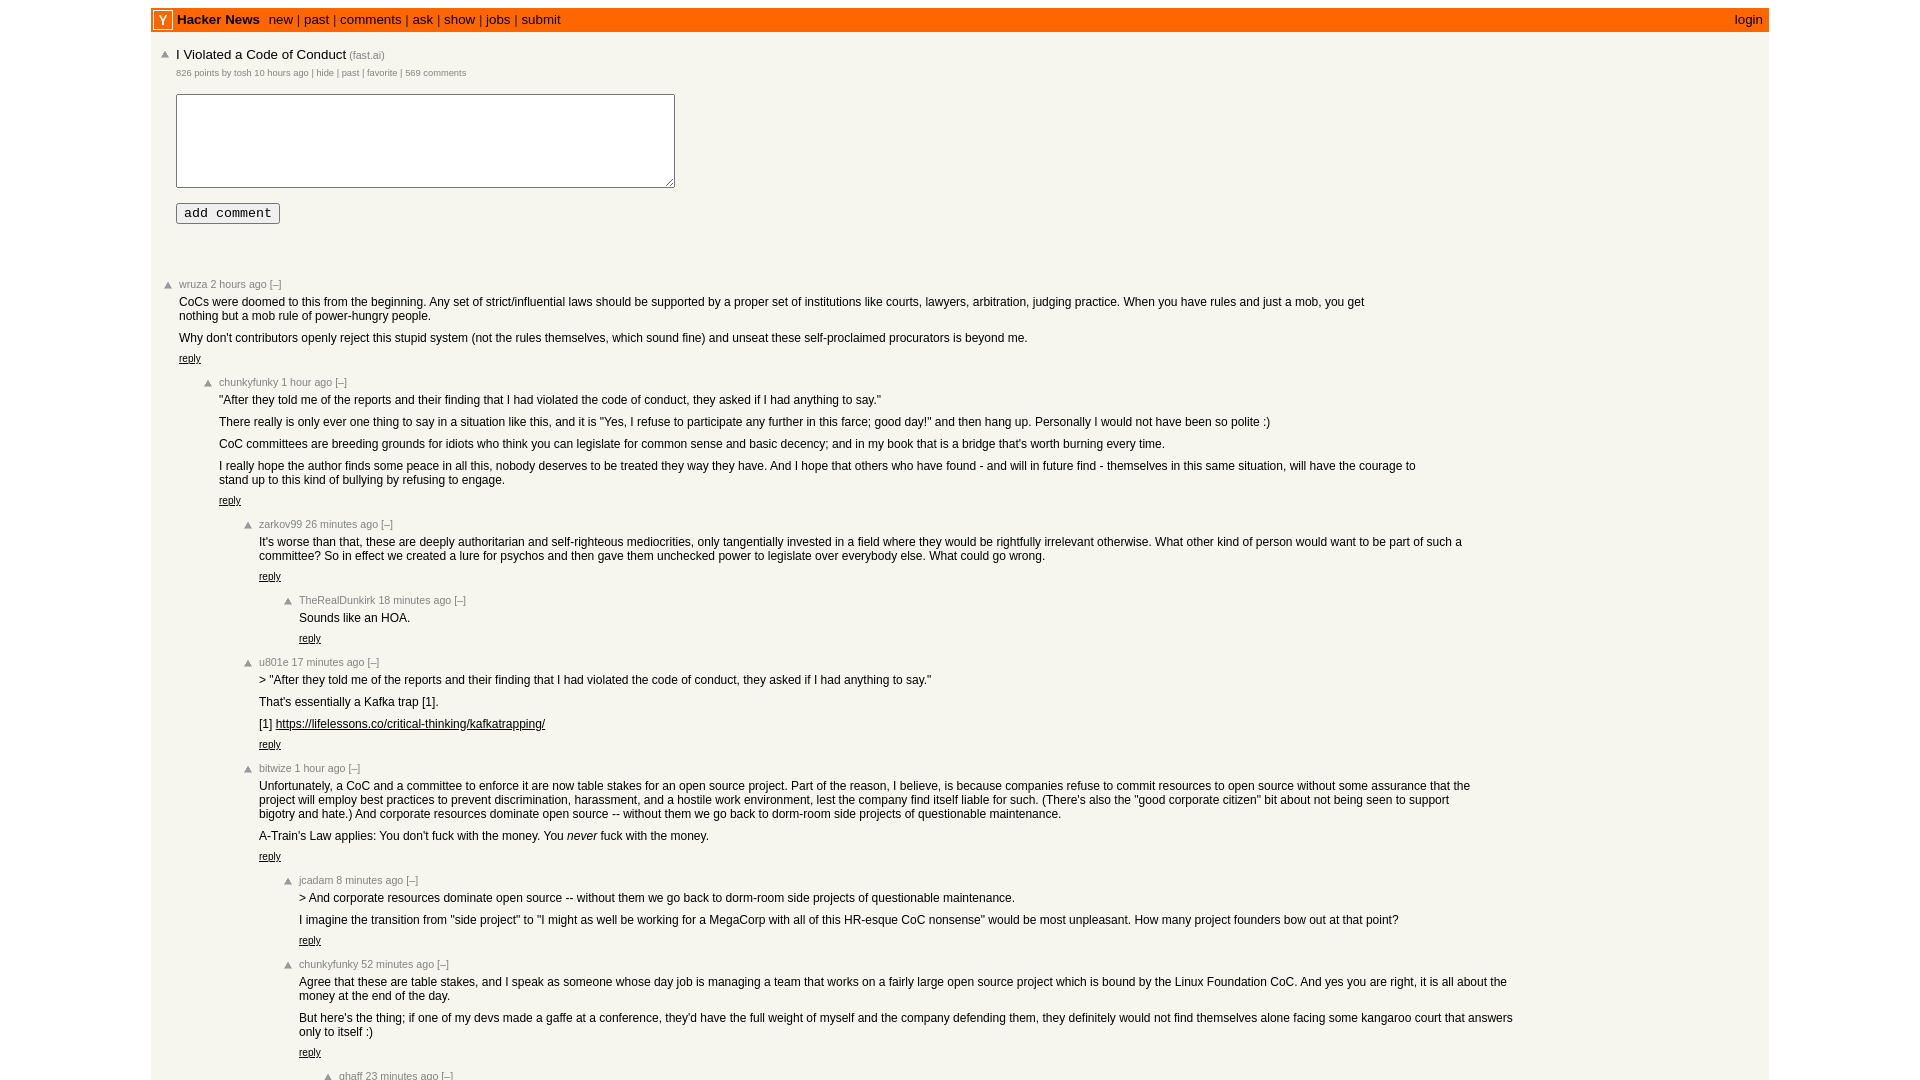 Y Hacker News new | past | comments | ask | show | jobs | submit login
I Violated a Code of Conduct (fast.ai)
826 points by tosh 10 hours ago | hide | past | favorite | 569 comments
add comment
wruza 2 hours ago [–]
CoCs were doomed to this from the beginning. Any set of strict/influential laws should be supported by a proper set of institutions like courts, lawyers, arbitration, judging practice. When you have rules and just a mob, you get
nothing but a mob rule of power-hungry people.
Why don't contributors openly reject this stupid system (not the rules themselves, which sound fine) and unseat these self-proclaimed procurators is beyond me.
reply
chunkyfunky 1 hour ago [–]
"After they told me of the reports and their finding that I had violated the code of conduct, they asked if I had anything to say."
There really is only ever one thing to say in a situation like this, and it is "Yes, I refuse to participate any further in this farce; good day!" and then hang up. Personally I would not have been so polite :)
CoC committees are breeding grounds for idiots who think you can legislate for common sense and basic decency; and in my book that is a bridge that's worth burning every time.
I really hope the author finds some peace in all this, nobody deserves to be treated they way they have. And I hope that others who have found - and will in future find - themselves in this same situation, will have the courage to
stand up to this kind of bullying by refusing to engage.
reply
zarkov99 26 minutes ago [–]
It's worse than that, these are deeply authoritarian and self-righteous mediocrities, only tangentially invested in a field where they would be rightfully irrelevant otherwise. What other kind of person would want to be part of such a
committee? So in effect we created a lure for psychos and then gave them unchecked power to legislate over everybody else. What could go wrong.
reply
TheRealDunkirk 18 minutes ago [–]
Sounds like an HOA.
reply
u801e 17 minutes ago [–]
> "After they told me of the reports and their finding that I had violated the code of conduct, they asked if I had anything to say."
That's essentially a Kafka trap [1].
[1] https://lifelessons.co/critical-thinking/kafkatrapping/
reply
bitwize 1 hour ago [–]
Unfortunately, a CoC and a committee to enforce it are now table stakes for an open source project. Part of the reason, I believe, is because companies refuse to commit resources to open source without some assurance that the
project will employ best practices to prevent discrimination, harassment, and a hostile work environment, lest the company find itself liable for such. (There's also the "good corporate citizen" bit about not being seen to support
bigotry and hate.) And corporate resources dominate open source -- without them we go back to dorm-room side projects of questionable maintenance.
A-Train's Law applies: You don't fuck with the money. You never fuck with the money.
reply
jcadam 8 minutes ago [–]
> And corporate resources dominate open source -- without them we go back to dorm-room side projects of questionable maintenance.
I imagine the transition from "side project" to "I might as well be working for a MegaCorp with all of this HR-esque CoC nonsense" would be most unpleasant. How many project founders bow out at that point?
reply
chunkyfunky 52 minutes ago [–]
Agree that these are table stakes, and I speak as someone whose day job is managing a team that works on a fairly large open source project which is bound by the Linux Foundation CoC. And yes you are right, it is all about the
money at the end of the day.
But here's the thing; if one of my devs made a gaffe at a conference, they'd have the full weight of myself and the company defending them, they definitely would not find themselves alone facing some kangaroo court that answers
only to itself :)
reply
ghaff 23 minutes ago [–]